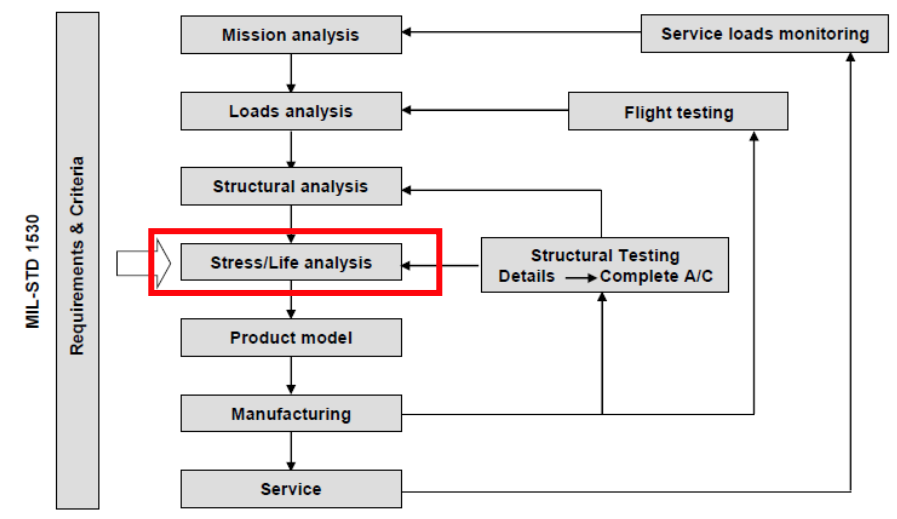 MIL-STD 1530
Requirements & Criteria
Mission analysis
Service loads monitoring
Loads analysis
Flight testing
Structural analysis
Stress/Life analysis
Structural Testing
Details Complete A/C
Product model
Manufacturing
Service